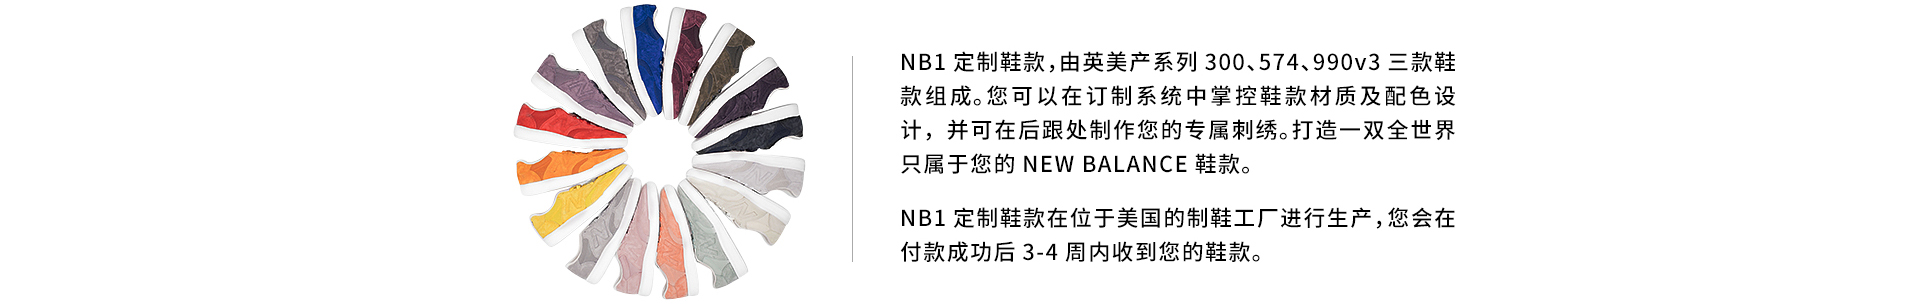 NB1 定制鞋款，由英美产系列 300、574、990v3 三款鞋
款组成。您可以在订制系统中掌控鞋款材质及配色设
计，并可在后跟处制作您的专属刺绣。打造一双全世界
只属于您的 NEW BALANCE 鞋款。
NB1 定制鞋款在位于美国的制鞋工厂进行生产，您会在
付款成功后 3-4 周内收到您的鞋款。